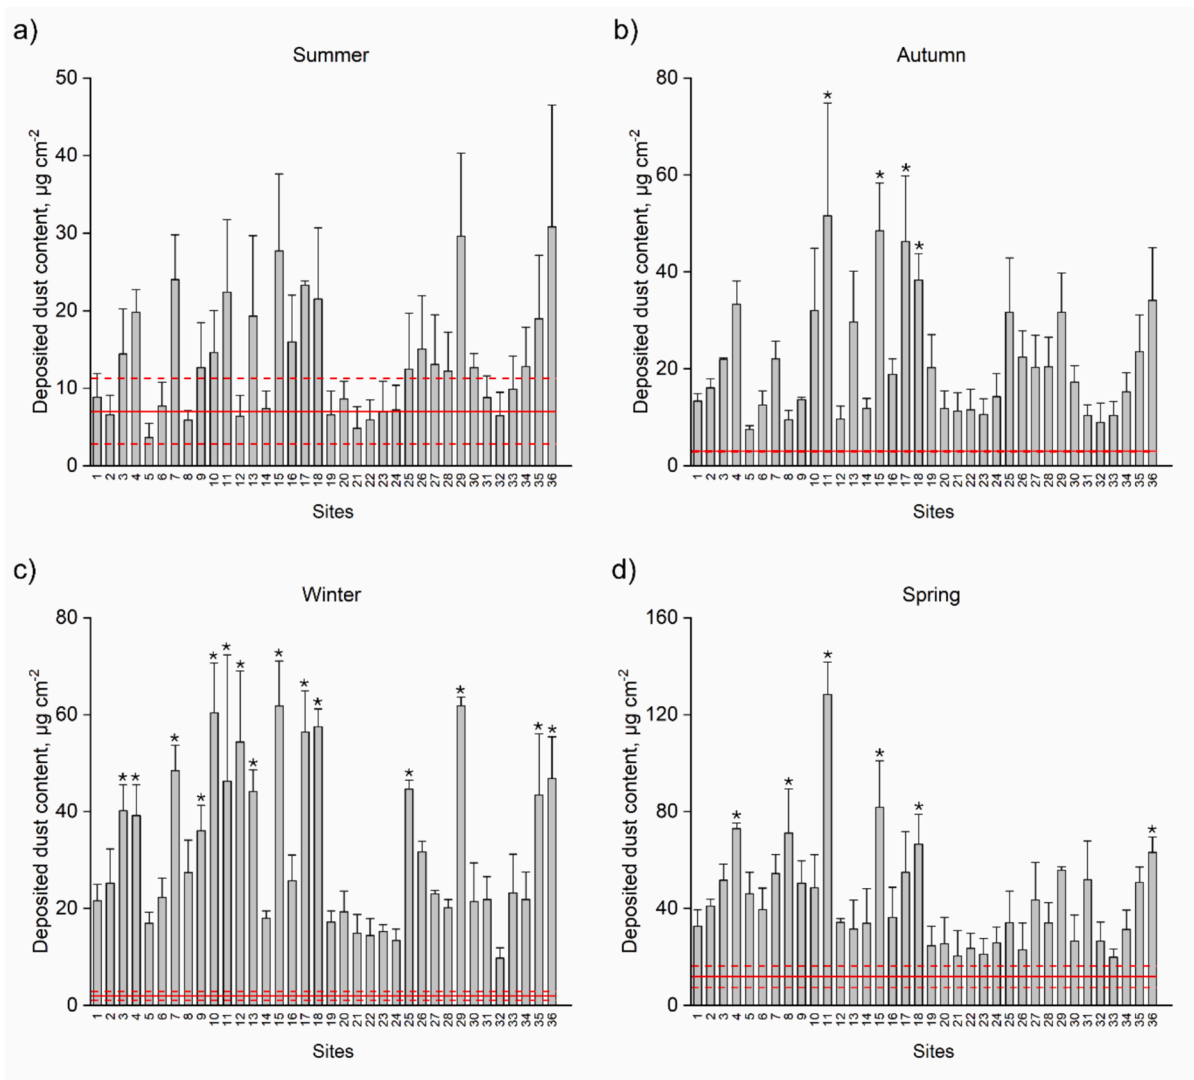 a)
Summer
Deposited dust content, µg cm-2
50
40
30
20
10
0
1 2 3 4 5 6 7 8 9 10 11 12 13 14 15 16 17 18 19 20 21 22 23 24 25 26 27 28 29 30 31 32 33 34 35 36
Sites
b)
Autumn
Deposited dust content, µg cm-2
80
60
40
20
0
* * * *
1 2 3 4 5 6 7 8 9 10 11 12 13 14 15 16 17 18 19 20 21 22 23 24 25 26 27 28 29 30 31 32 33 34 35 36
Sites
c)
Winter
Deposited dust content, µg cm-2
80
60
40
20
0
* * * * * * * * * * * * * * *
1 2 3 4 5 6 7 8 9 10 11 12 13 14 15 16 17 18 19 20 21 22 23 24 25 26 27 28 29 30 31 32 33 34 35 36
Sites
d)
Spring
Deposited dust content, µg cm-2
160
120
80
40
0
* * * * * *
1 2 3 4 5 6 7 8 9 10 11 12 13 14 15 16 17 18 19 20 21 22 23 24 25 26 27 28 29 30 31 32 33 34 35 36
Sites